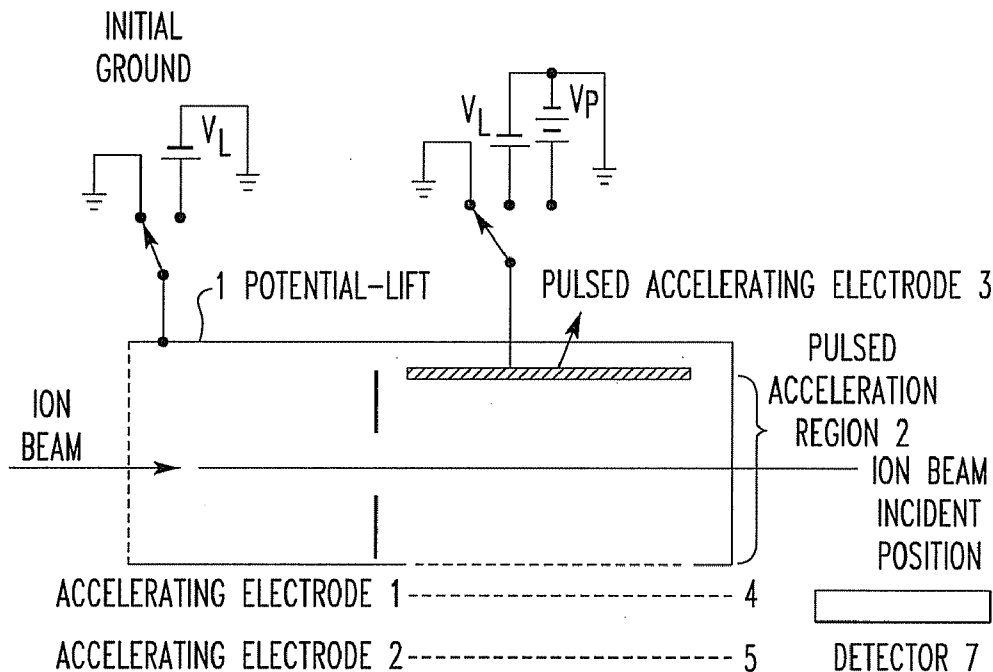 INITIAL
GROUND
V_L
V_L
V_P
1 POTENTIAL-LIFT
PULSED ACCELERATING ELECTRODE 3
PULSED
ACCELERATION
REGION 2
ION
BEAM
ION BEAM
INCIDENT
POSITION
ACCELERATING ELECTRODE 1
4
ACCELERATING ELECTRODE 2
5
DETECTOR 7